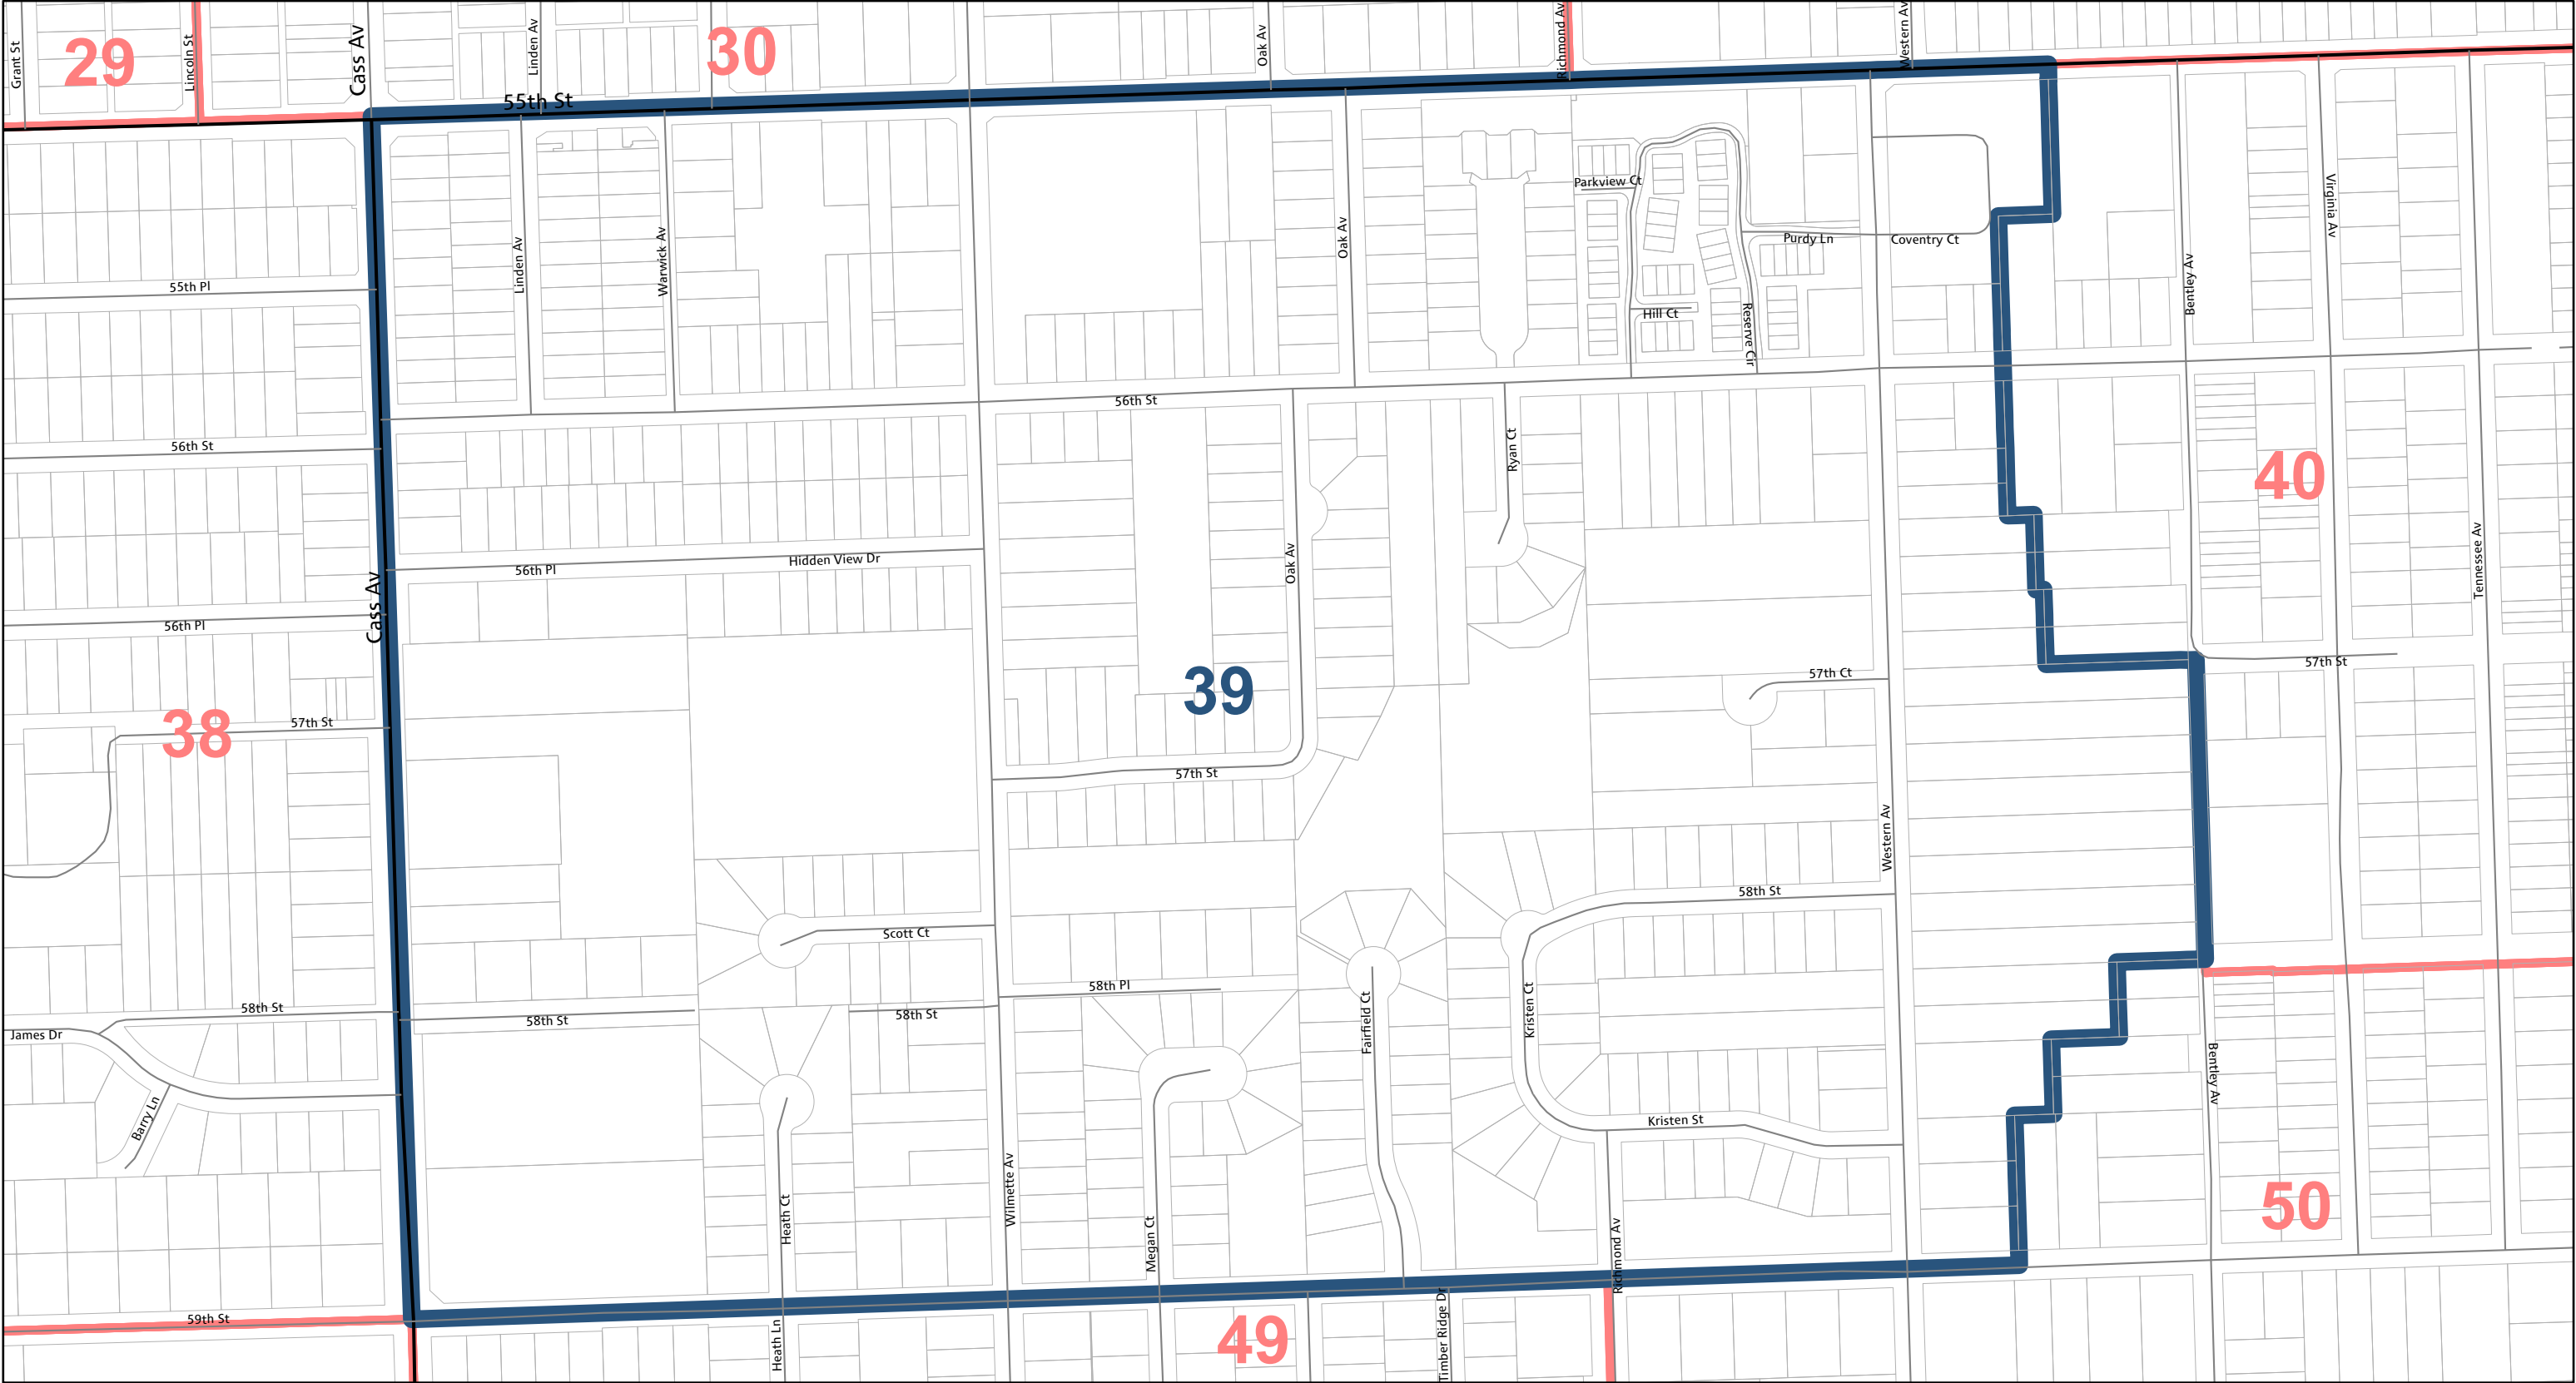 Grant St
29
Lincoln St
Cass Av
Linden Av
30
Oak Av
Richmond Av
Western Av
55th St
Parkview Ct
Purdy Ln
Coventry Ct
Virginia Av
Linden Av
Warwick Av
Oak Av
Bentley Av
55th Pl
Hill Ct
Reserve Cir
56th St
56th St
Ryan Ct
40
Hidden View Dr
56th Pl
Oak Av
Tennessee Av
Cass Av
56th Pl
57th St
57th Ct
39
38
57th St
57th St
Western Av
58th St
Scott Ct
58th Pl
58th St
58th St
58th St
Fairfield Ct
Kristen Ct
James Dr
Barry Ln
Bentley Av
Kristen St
Wilmette Av
Heath Ct
Megan Ct
50
Richmond Av
59th St
Heath Ln
49
Timber Ridge Dr